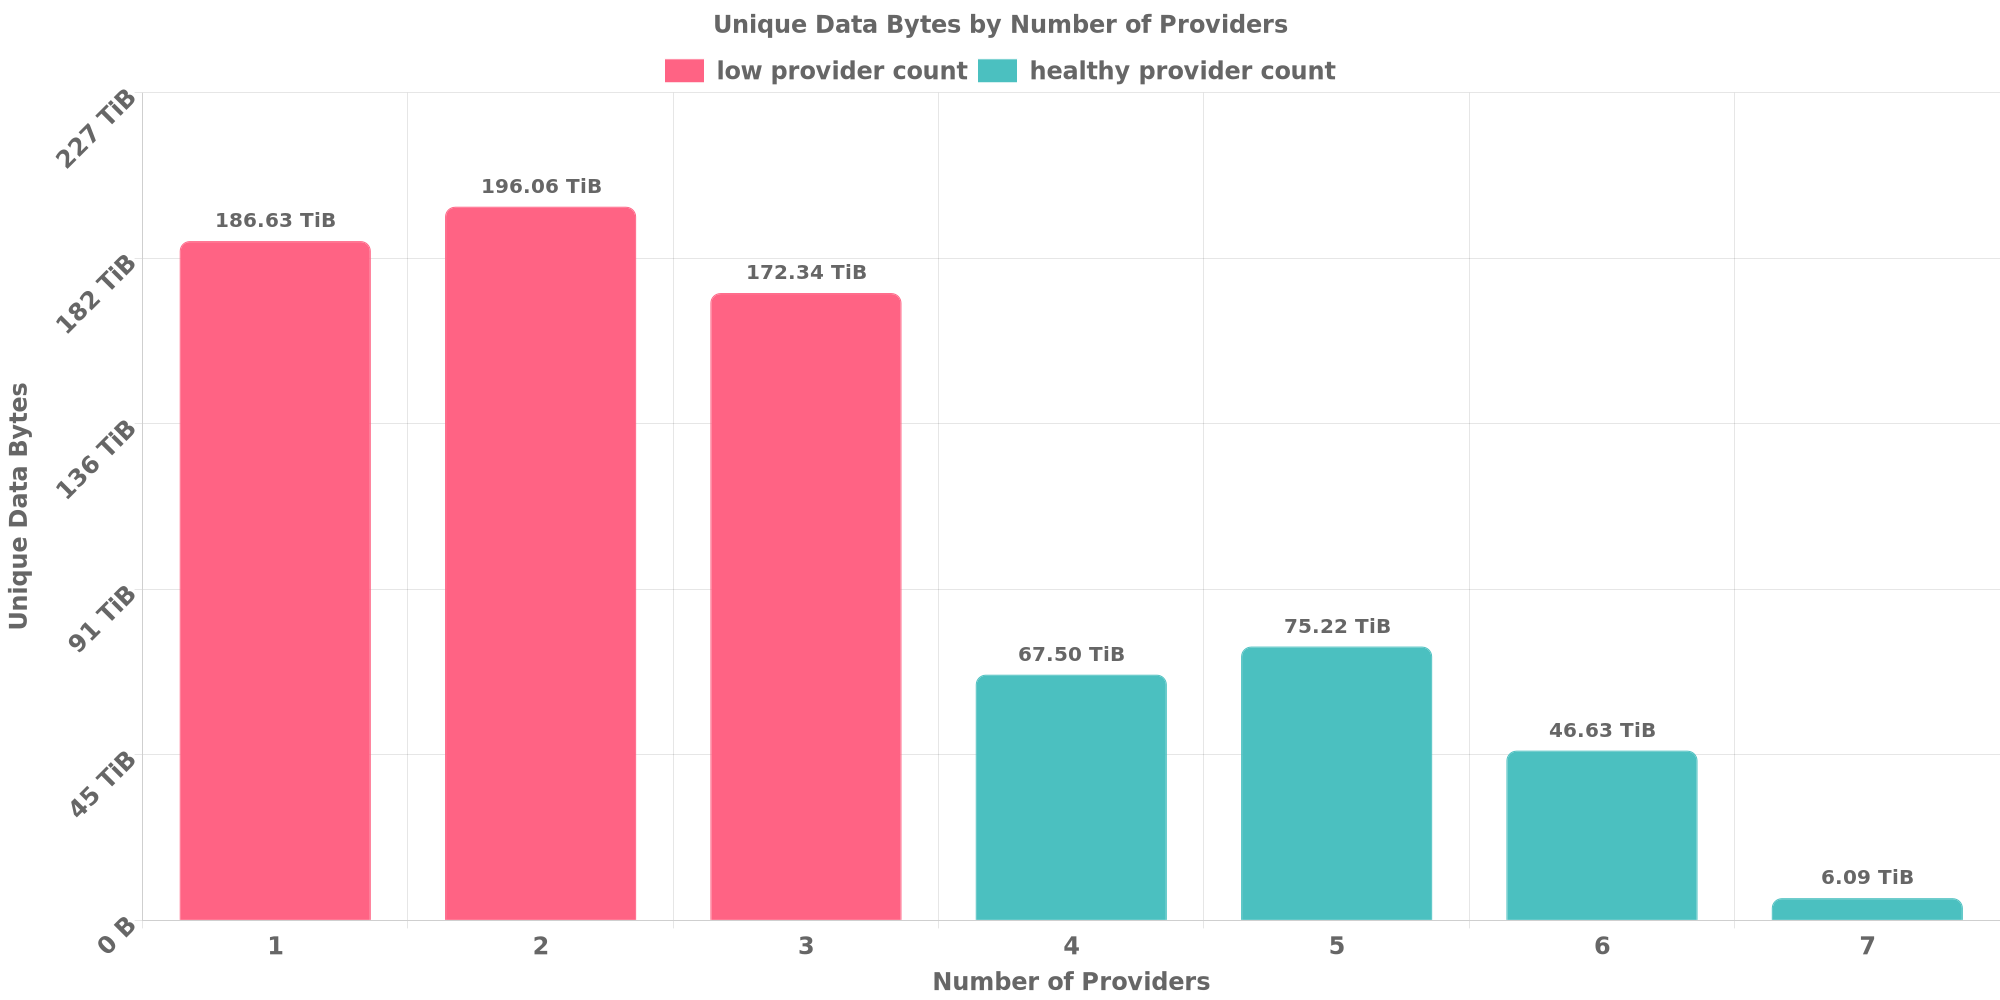 Unique Data Bytes by Number of Providers
low provider count healthy provider count
227 TiB
182 TiB
136 TiB
91 TiB
45 TiB
0 B
Unique Data Bytes
186.63 TiB
196.06 TiB
172.34 TiB
67.50 TiB
75.22 TiB
46.63 TiB
6.09 TiB
1 2 3 4 5 6 7
Number of Providers